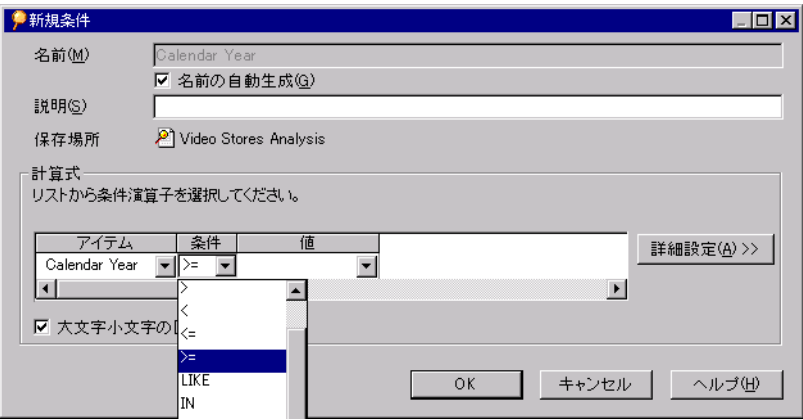 新規条件
名前(M) Calendar Year
名前の自動生成(G)
説明(S)
保存場所 Video Stores Analysis
計算式
リストから条件演算子を選択してください。
アイテム 条件 値
Calendar Year >=
詳細設定(A) >>
>
<
大文字小文字の
<=
>=
LIKE
IN
OK キャンセル ヘルプ(H)